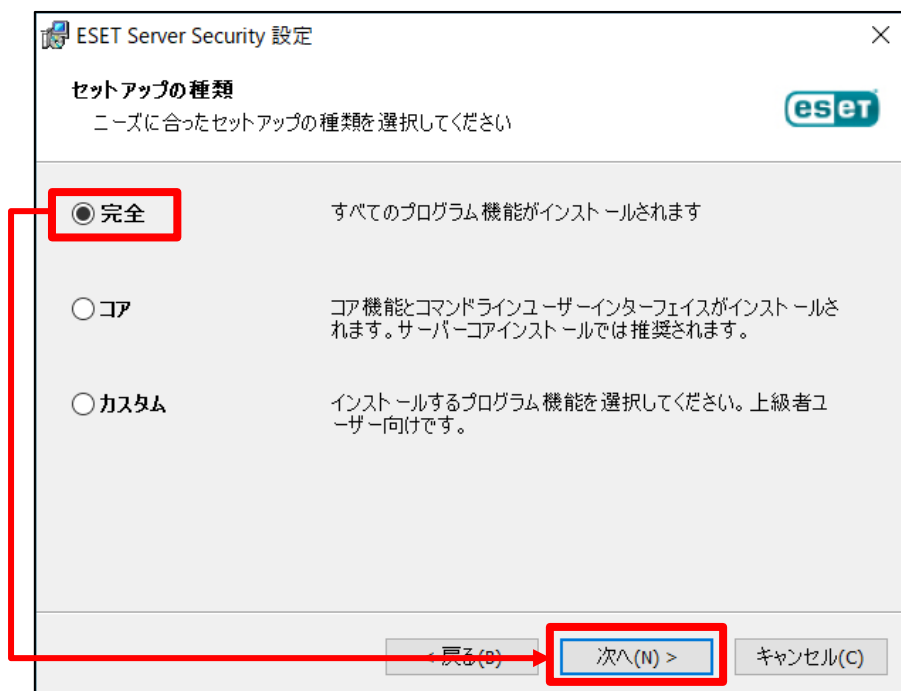 ESET Server Security 設定
セットアップの種類
ニーズに合ったセットアップの種類を選択してください
eseT
完全
すべてのプログラム機能がインストールされます
コア
コア機能とコマンドラインユーザーインターフェイスがインストールさ
れます。サーバーコアインストールでは推奨されます。
カスタム
インストールするプログラム機能を選択してください。上級者ユ
ーザー向けです。
< 戻る(B)
次へ(N) >
キャンセル(C)